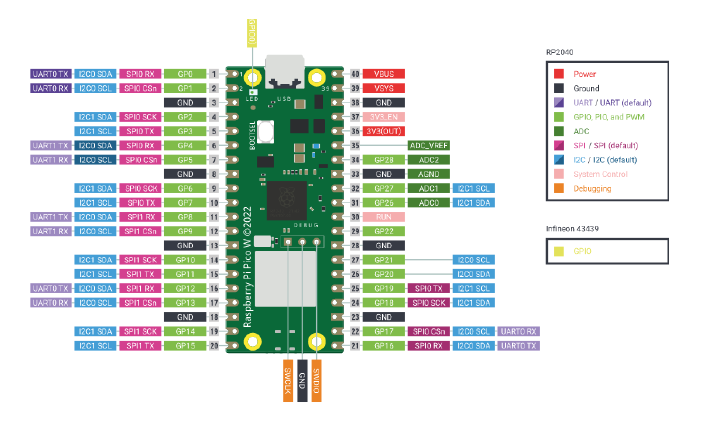 GPIO0
UART0 TX I2C0 SDA SPI0 RX GP0 1
UART0 RX I2C0 SCL SPI0 CSn GP1 2
GND 3
I2C1 SDA SPI0 SCK GP2 4
I2C1 SCL SPI0 TX GP3 5
UART1 TX I2C0 SDA SPI0 RX GP4 6
UART1 RX I2C0 SCL SPI0 CSn GP5 7
GND 8
I2C1 SDA SPI0 SCK GP6 9
I2C1 SCL SPI0 TX GP7 10
UART1 TX I2C0 SDA SPI1 RX GP8 11
UART1 RX I2C0 SCL SPI1 CSn GP9 12
GND 13
I2C1 SDA SPI1 SCK GP10 14
I2C1 SCL SPI1 TX GP11 15
UART0 TX I2C0 SDA SPI1 RX GP12 16
UART0 RX I2C0 SCL SPI1 CSn GP13 17
GND 18
I2C1 SDA SPI1 SCK GP14 19
I2C1 SCL SPI1 TX GP15 20
1
2
39
LED
USB
BOOTSEL
DEBUG
Raspberry Pi Pico W ©2022
SWCLK
GND
SWDIO
40 VBUS
39 VSYS
38 GND
37 3V3_EN
36 3V3(OUT)
35 ADC_VREF
34 GP28 ADC2
33 GND AGND
32 GP27 ADC1 I2C1 SCL
31 GP26 ADC0 I2C1 SDA
30 RUN
29 GP22
28 GND
27 GP21 I2C0 SCL
26 GP20 I2C0 SDA
25 GP19 SPI0 TX I2C1 SCL
24 GP18 SPI0 SCK I2C1 SDA
23 GND
22 GP17 SPI0 CSn I2C0 SCL UART0 RX
21 GP16 SPI0 RX I2C0 SDA UART0 TX
RP2040
Power
Ground
UART / UART (default)
GPIO, PIO, and PWM
ADC
SPI / SPI (default)
I2C / I2C (default)
System Control
Debugging
Infineon 43439
GPIO